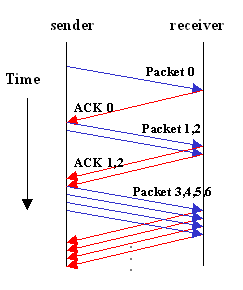 sender receiver
Packet 0
Time
ACK 0
Packet 1,2
ACK 1,2
Packet 3,4,5,6